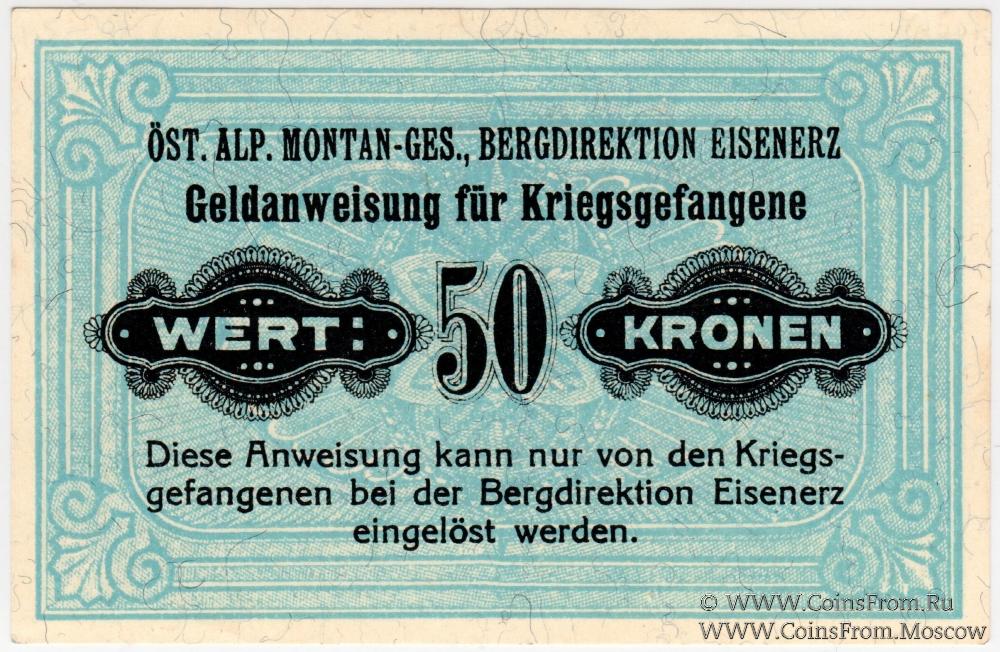 ÖST. ALP. MONTAN-GES., BERGDIREKTION EISENERZ
Geldanweisung für Kriegsgefangene
WERT: 50 KRONEN
Diese Anweisung kann nur von den Kriegs-
gefangenen bei der Bergdirektion Eisenerz
eingelöst werden.
© WWW.CoinsFrom.Ru
WWW.CoinsFrom.Moscow